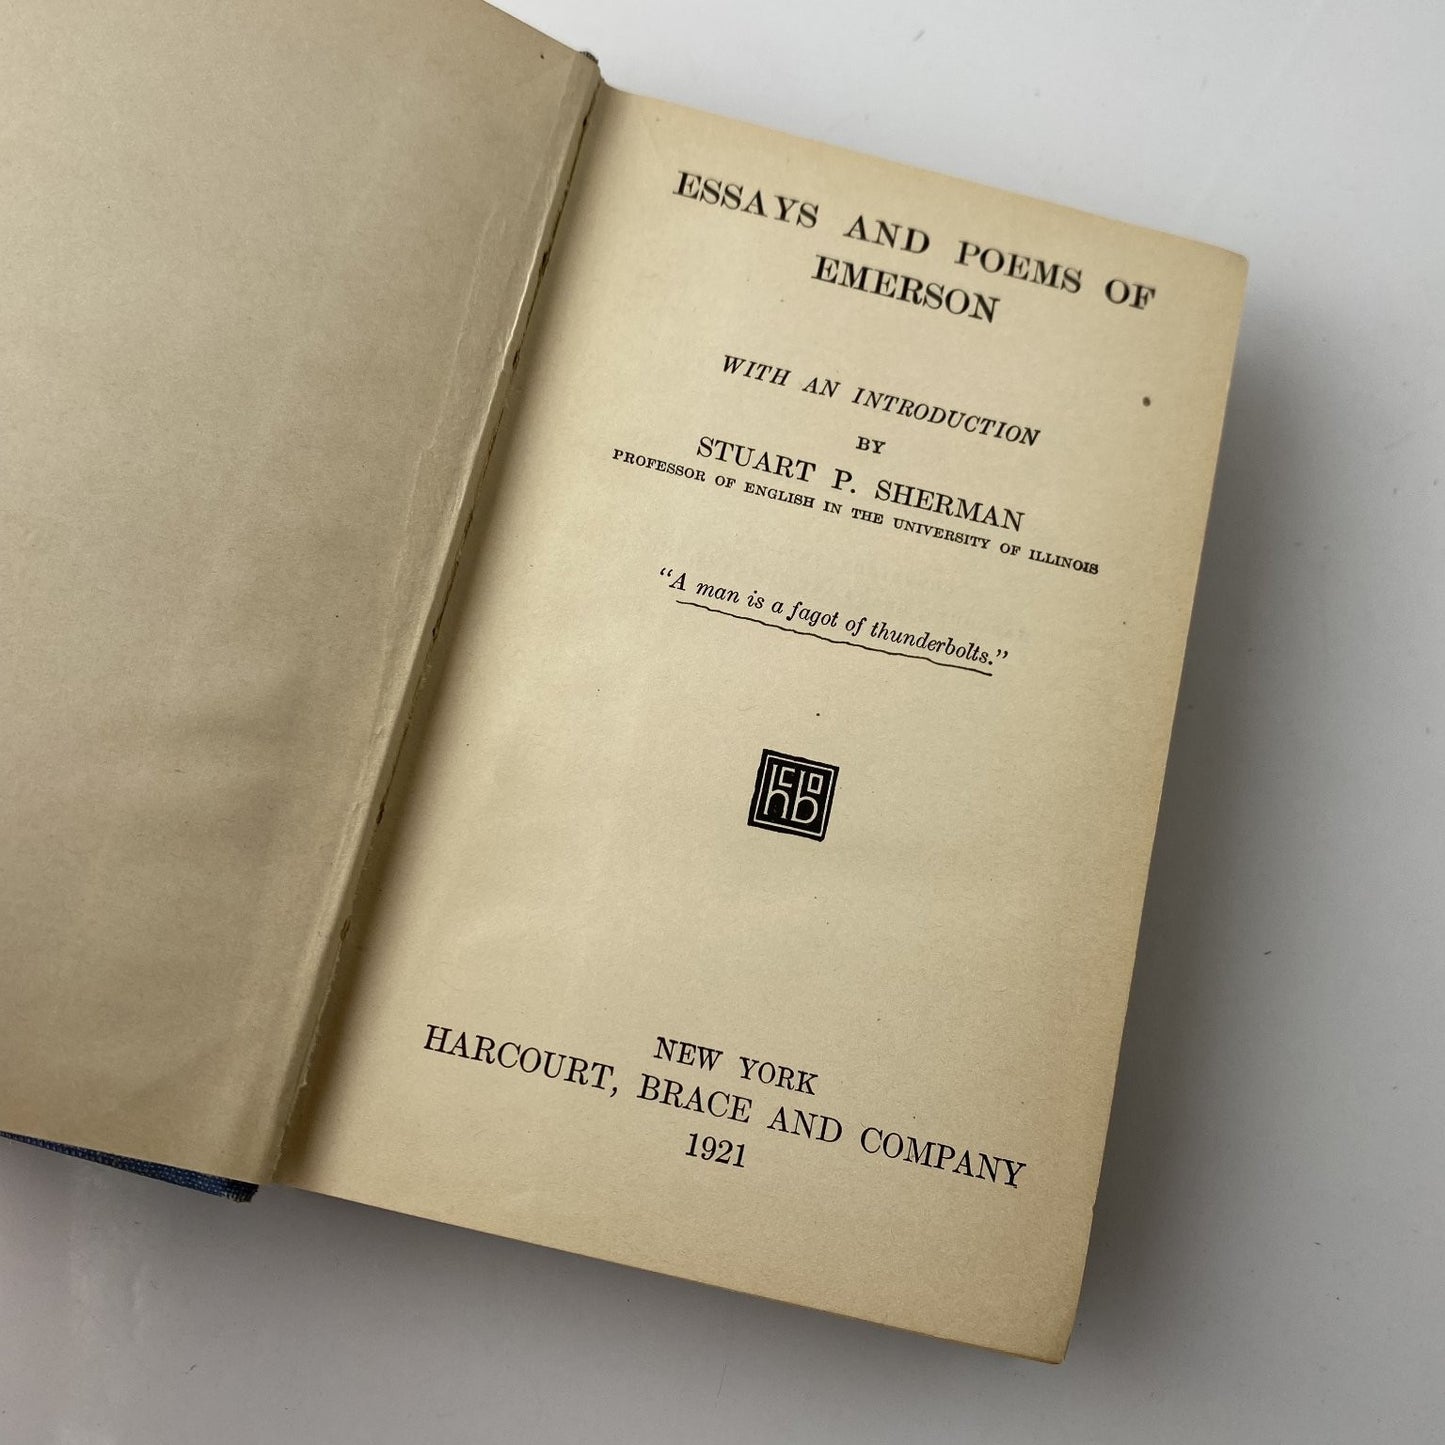 ESSAYS AND POEMS OF
EMERSON
WITH AN INTRODUCTION
BY
STUART P. SHERMAN
PROFESSOR OF ENGLISH IN THE UNIVERSITY OF ILLINOIS
"A man is a fagot of thunderbolts."
hcbo
NEW YORK
HARCOURT, BRACE AND COMPANY
1921